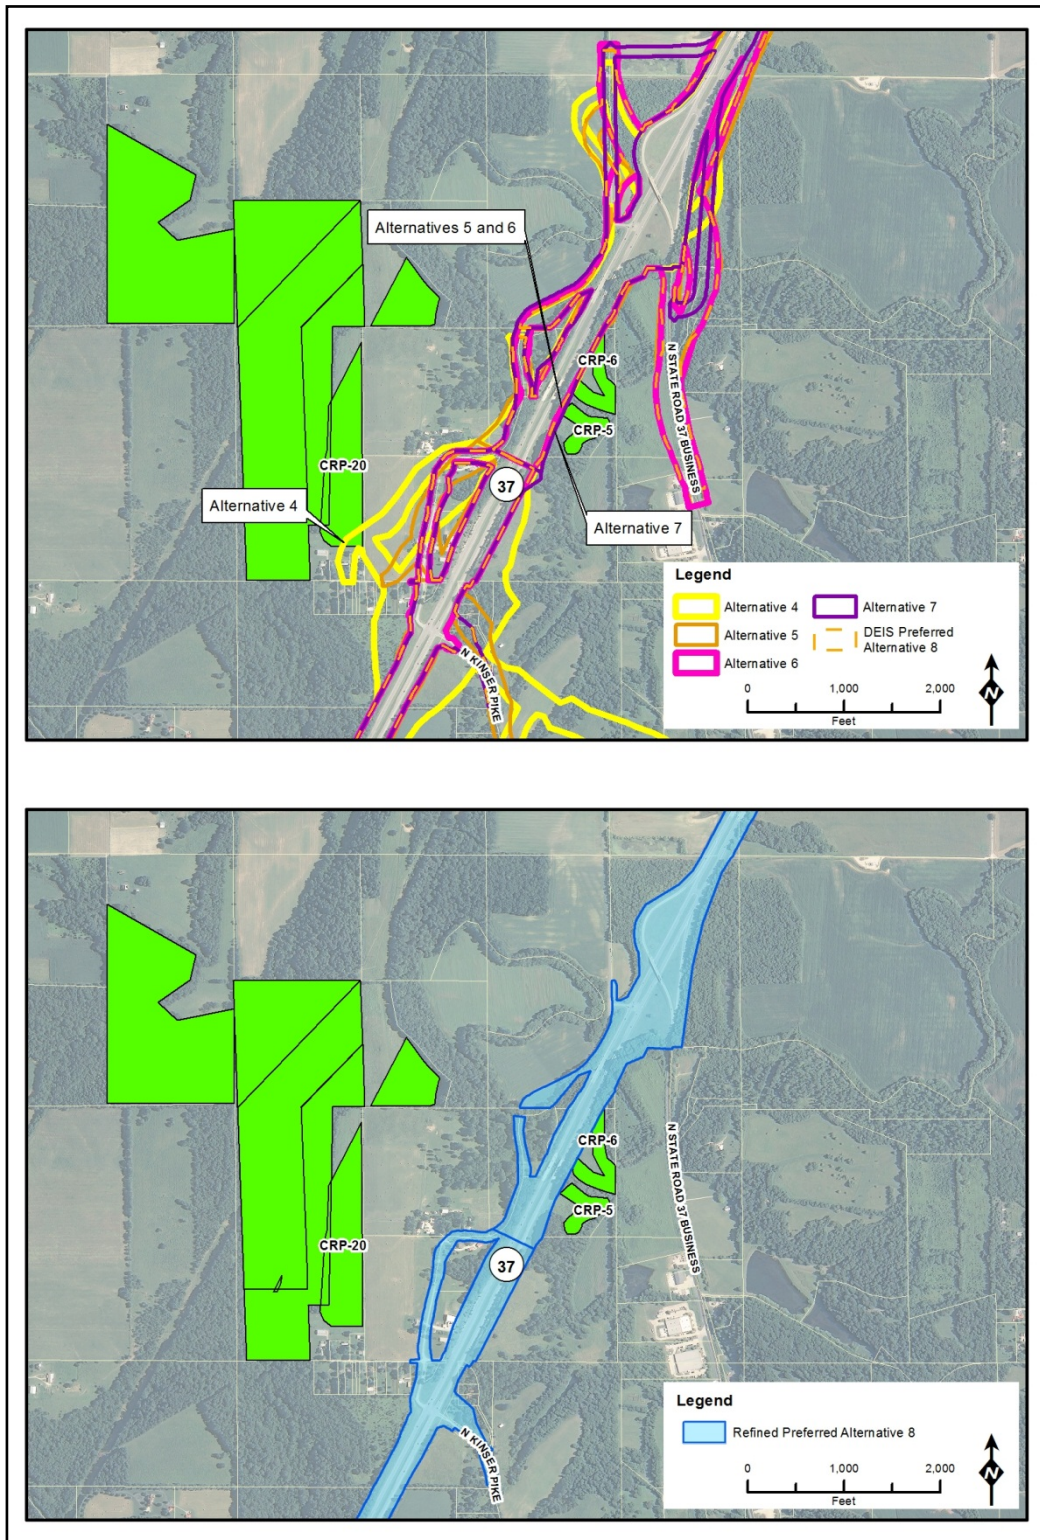 Alternatives 5 and 6
CRP-6
CRP-5
N STATE ROAD 37 BUSINESS
CRP-20
37
Alternative 4
Alternative 7
N KINSER PIKE
Legend
Alternative 4
Alternative 7
Alternative 5
DEIS Preferred
Alternative 8
Alternative 6
0 1,000 2,000
Feet
N
CRP-6
CRP-5
N STATE ROAD 37 BUSINESS
CRP-20
37
N KINSER PIKE
Legend
Refined Preferred Alternative 8
0 1,000 2,000
Feet
N